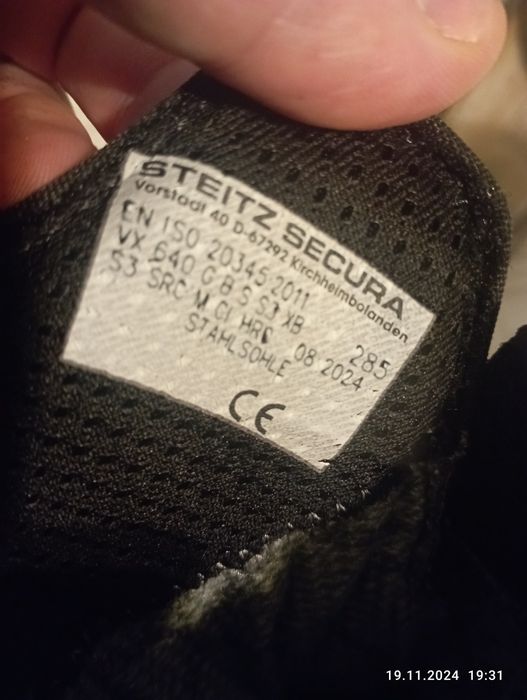 STEITZ SECURA
Vorstadt 40 D-67292 Kirchheimbolanden
EN ISO 20345 2011
VX 640 G B S S3 XB 285
S3 SRC M CI HRC 08 2024
STAHLSOHLE
CE
19.11.2024 19:31